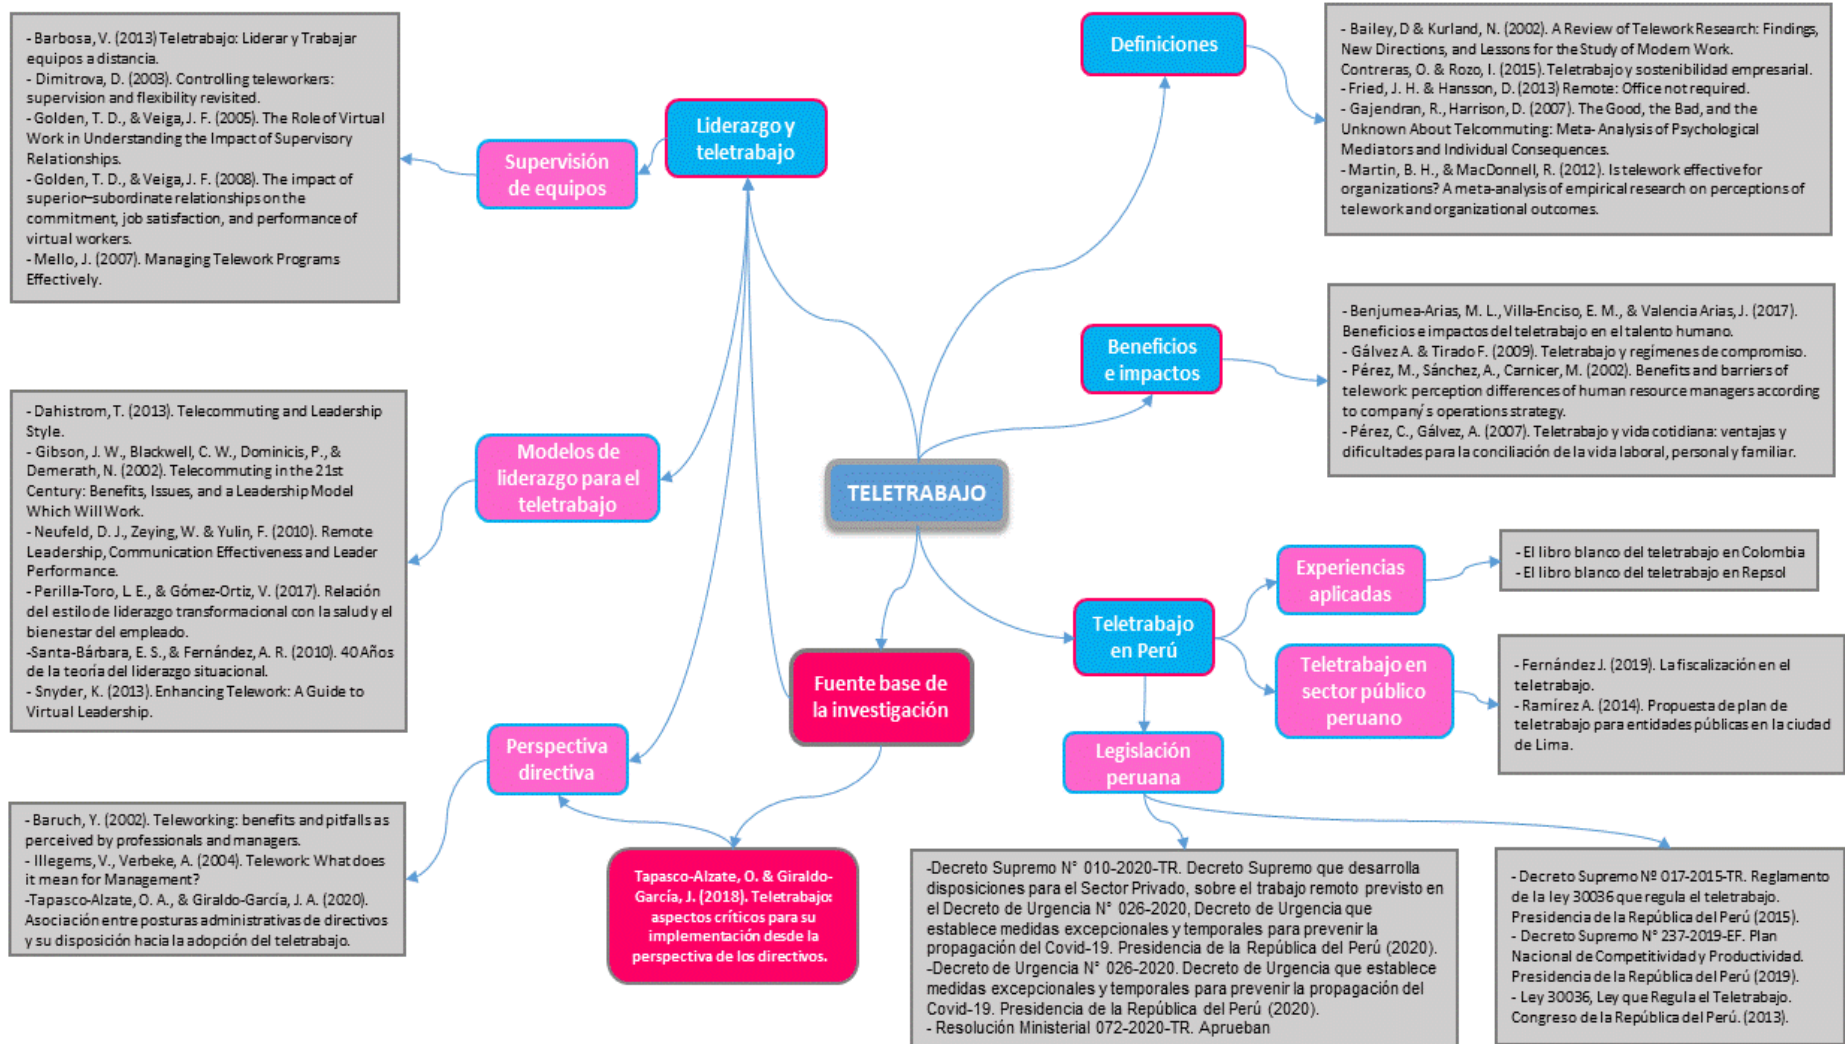 - Barbosa, V. (2013) Teletrabajo: Liderar y Trabajar
equipos a distancia.
- Dimitrova, D. (2003). Controlling teleworkers:
supervision and flexibility revisited.
- Golden, T. D., & Veiga, J. F. (2005). The Role of Virtual
Work in Understanding the Impact of Supervisory
Relationships.
- Golden, T. D., & Veiga, J. F. (2008). The impact of
superior–subordinate relationships on the
commitment, job satisfaction, and performance of
virtual workers.
- Mello, J. (2007). Managing Telework Programs
Effectively.
Supervisión
de equipos
Liderazgo y
teletrabajo
Definiciones
- Bailey, D & Kurland, N. (2002). A Review of Telework Research: Findings,
New Directions, and Lessons for the Study of Modern Work.
Contreras, O. & Rozo, I. (2015). Teletrabajo y sostenibilidad empresarial.
- Fried, J. H. & Hansson, D. (2013) Remote: Office not required.
- Gajendran, R., Harrison, D. (2007). The Good, the Bad, and the
Unknown About Telcommuting: Meta- Analysis of Psychological
Mediators and Individual Consequences.
- Martin, B. H., & MacDonnell, R. (2012). Is telework effective for
organizations? A meta-analysis of empirical research on perceptions of
telework and organizational outcomes.
Beneficios
e impactos
- Benjumea-Arias, M. L., Villa-Enciso, E. M., & Valencia Arias, J. (2017).
Beneficios e impactos del teletrabajo en el talento humano.
- Gálvez A. & Tirado F. (2009). Teletrabajo y regímenes de compromiso.
- Pérez, M., Sánchez, A., Carnicer, M. (2002). Benefits and barriers of
telework: perception differences of human resource managers according
to company´s operations strategy.
- Pérez, C., Gálvez, A. (2007). Teletrabajo y vida cotidiana: ventajas y
dificultades para la conciliación de la vida laboral, personal y familiar.
- Dahistrom, T. (2013). Telecommuting and Leadership
Style.
- Gibson, J. W., Blackwell, C. W., Dominicis, P., &
Demerath, N. (2002). Telecommuting in the 21st
Century: Benefits, Issues, and a Leadership Model
Which Will Work.
- Neufeld, D. J., Zeying, W. & Yulin, F. (2010). Remote
Leadership, Communication Effectiveness and Leader
Performance.
- Perilla-Toro, L. E., & Gómez-Ortiz, V. (2017). Relación
del estilo de liderazgo transformacional con la salud y el
bienestar del empleado.
-Santa-Bárbara, E. S., & Fernández, A. R. (2010). 40 Años
de la teoría del liderazgo situacional.
- Snyder, K. (2013). Enhancing Telework: A Guide to
Virtual Leadership.
Modelos de
liderazgo para el
teletrabajo
TELETRABAJO
Experiencias
aplicadas
- El libro blanco del teletrabajo en Colombia
- El libro blanco del teletrabajo en Repsol
Teletrabajo
en Perú
Teletrabajo en
sector público
peruano
- Fernández J. (2019). La fiscalización en el
teletrabajo.
- Ramírez A. (2014). Propuesta de plan de
teletrabajo para entidades públicas en la ciudad
de Lima.
Fuente base de
la investigación
Perspectiva
directiva
Legislación
peruana
- Baruch, Y. (2002). Teleworking: benefits and pitfalls as
perceived by professionals and managers.
- Illegems, V., Verbeke, A. (2004). Telework: What does
it mean for Management?
-Tapasco-Alzate, O. A., & Giraldo-García, J. A. (2020).
Asociación entre posturas administrativas de directivos
y su disposición hacia la adopción del teletrabajo.
Tapasco-Alzate, O. & Giraldo-
García, J. (2018). Teletrabajo:
aspectos críticos para su
implementación desde la
perspectiva de los directivos.
-Decreto Supremo N° 010-2020-TR. Decreto Supremo que desarrolla
disposiciones para el Sector Privado, sobre el trabajo remoto previsto en
el Decreto de Urgencia N° 026-2020, Decreto de Urgencia que
establece medidas excepcionales y temporales para prevenir la
propagación del Covid-19. Presidencia de la República del Perú (2020).
-Decreto de Urgencia N° 026-2020. Decreto de Urgencia que establece
medidas excepcionales y temporales para prevenir la propagación del
Covid-19. Presidencia de la República del Perú (2020).
- Resolución Ministerial 072-2020-TR. Aprueban
- Decreto Supremo Nº 017-2015-TR. Reglamento
de la ley 30036 que regula el teletrabajo.
Presidencia de la República del Perú (2015).
- Decreto Supremo N° 237-2019-EF. Plan
Nacional de Competitividad y Productividad.
Presidencia de la República del Perú (2019).
- Ley 30036, Ley que Regula el Teletrabajo.
Congreso de la República del Perú. (2013).